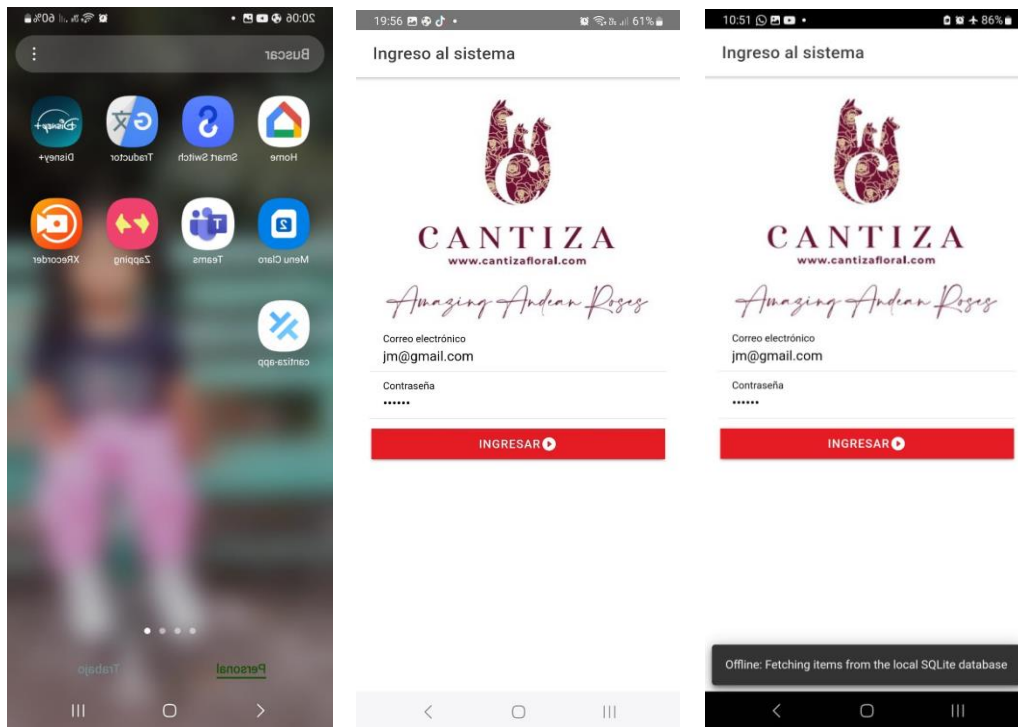 20:06
60%
Buscar
Home
Smart Switch
Traductor
Disney+
Menu Claro
Teams
Zapping
XRecorder
cantiza-app
Personal
Trabajo
19:56
61%
Ingreso al sistema
CANTIZA
www.cantizafloral.com
Amazing Andean Roses
Correo electrónico
jm@gmail.com
Contraseña
••••••
INGRESAR
10:51
86%
Ingreso al sistema
CANTIZA
www.cantizafloral.com
Amazing Andean Roses
Correo electrónico
jm@gmail.com
Contraseña
••••••
INGRESAR
Offline: Fetching items from the local SQLite database